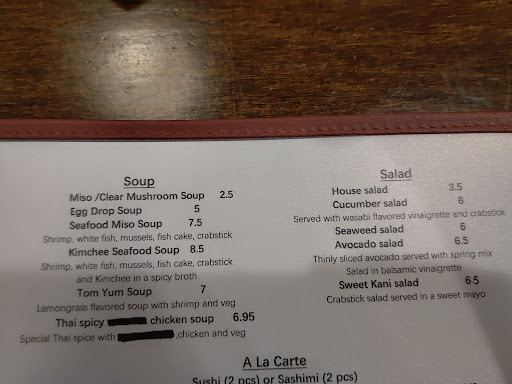 Soup
Miso /Clear Mushroom Soup 2.5
Egg Drop Soup 5
Seafood Miso Soup 7.5
Shrimp, white fish, mussels, fish cake, crabstick
Kimchee Seafood Soup 8.5
Shrimp, white fish, mussels, fish cake, crabstick
and Kimchee in a spicy broth
Tom Yum Soup 7
Lemongrass flavored soup with shrimp and veg
Thai spicy chicken soup 6.95
Special Thai spice with ,chicken and veg
Salad
House salad 3.5
Cucumber salad 6
Served with wasabi flavored vinaigrette and crabstick
Seaweed salad 6
Avocado salad 6.5
Thinly sliced avocado served with spring mix
Salad in balsamic vinaigrette
Sweet Kani salad 6.5
Crabstick salad served in a sweet mayo
A La Carte
Sushi (2 pcs) or Sashimi (2 pcs)